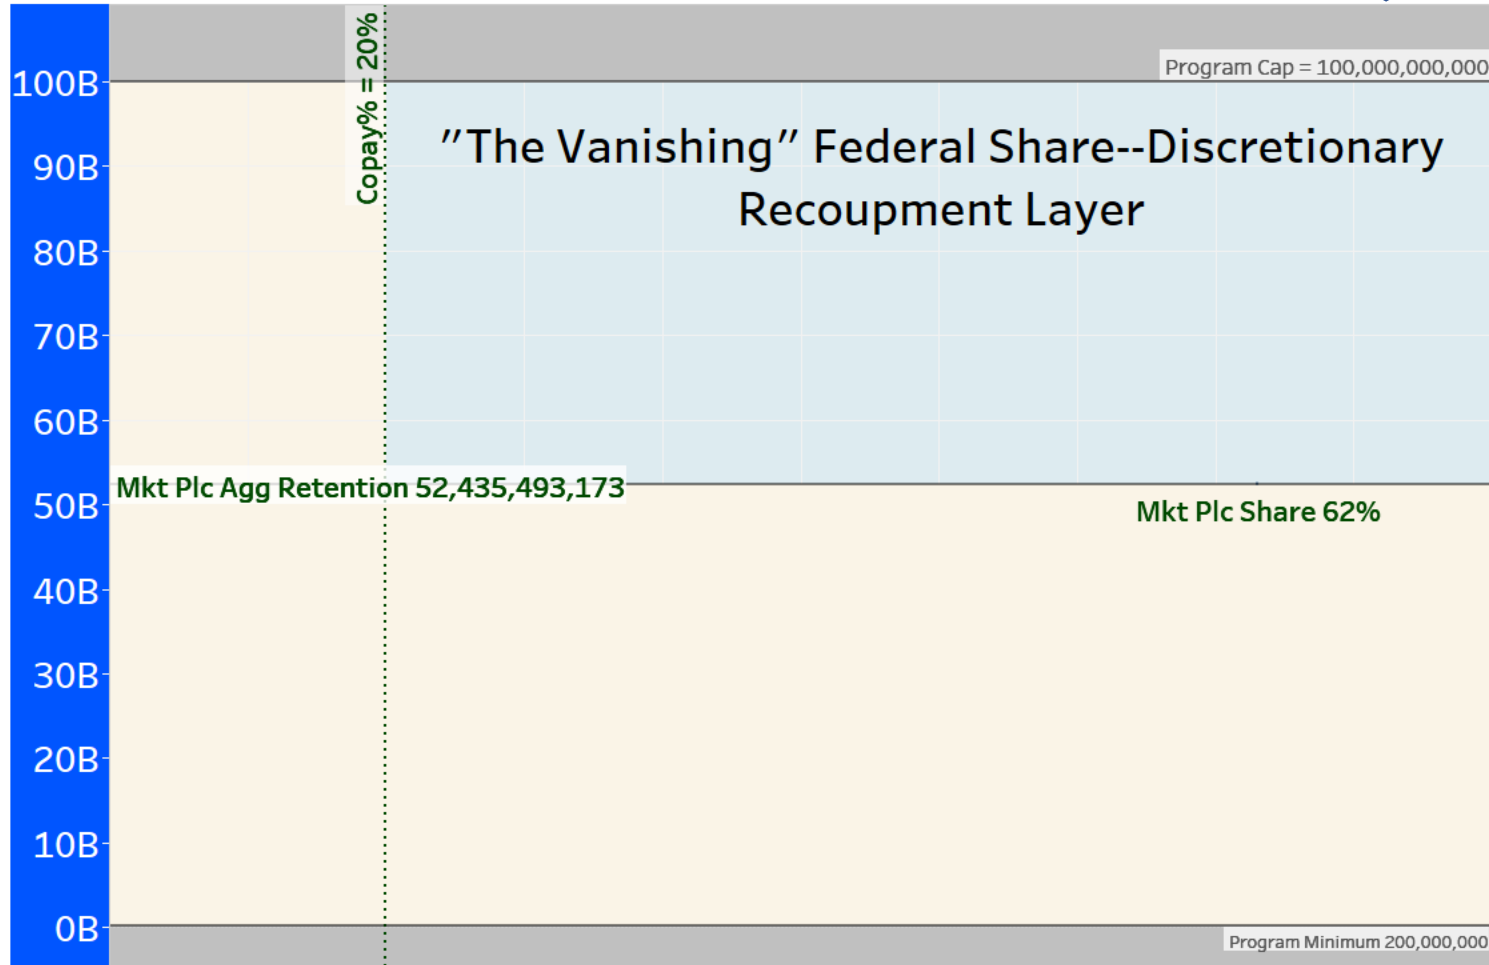 Copay% = 20%
Program Cap = 100,000,000,000
100B
″The Vanishing″ Federal Share--Discretionary
Recoupment Layer
90B
80B
70B
60B
Mkt Plc Agg Retention 52,435,493,173
50B
Mkt Plc Share 62%
40B
30B
20B
10B
0B
Program Minimum 200,000,000